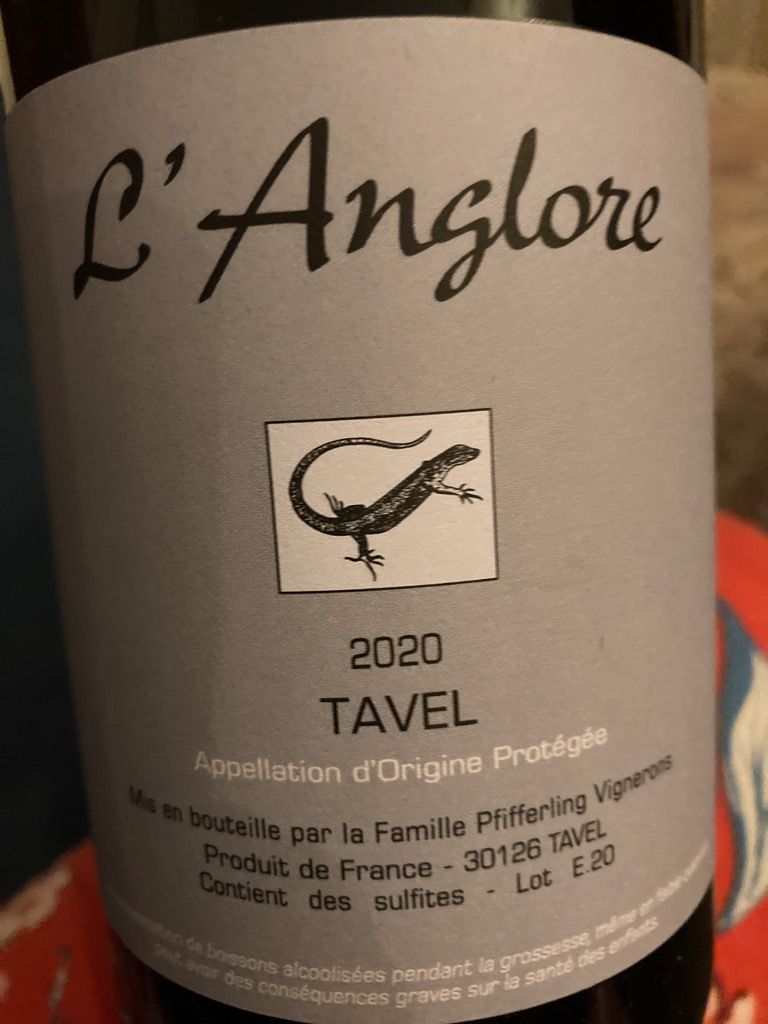 L'Anglore
2020
TAVEL
Appellation d'Origine Protégée
Mis en bouteille par la Famille Pfifferling Vignerons
Produit de France - 30126 TAVEL
Contient des sulfites - Lot E.20
de boissons alcoolisées pendant la grossesse, même en faible
peut avoir des conséquences graves sur la santé des enfants